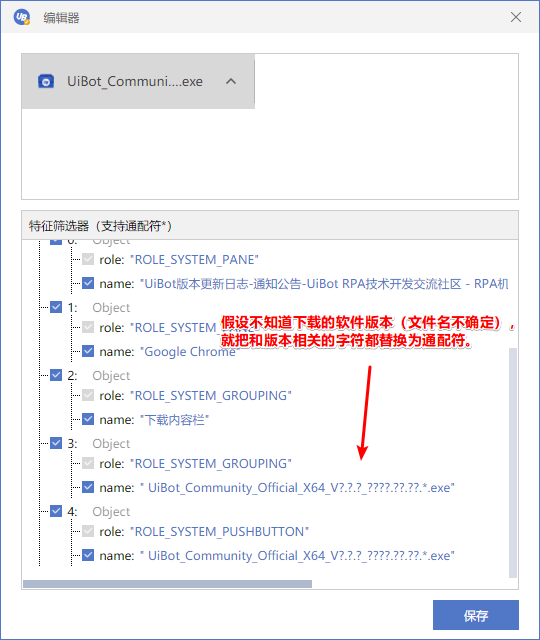 UB
编辑器
UiBot_Communi....exe
特征筛选器（支持通配符*）
0: Object
role: "ROLE_SYSTEM_PANE"
name: "UiBot版本更新日志-通知公告-UiBot RPA技术开发交流社区 - RPA机
1: Object
role: "ROLE_SYSTEM_PANE"
name: "Google Chrome"
假设不知道下载的软件版本（文件名不确定），
就把和版本相关的字符都替换为通配符。
2: Object
role: "ROLE_SYSTEM_GROUPING"
name: "下载内容栏"
3: Object
role: "ROLE_SYSTEM_GROUPING"
name: " UiBot_Community_Official_X64_V?.?.?_????.??.??.*.exe"
4: Object
role: "ROLE_SYSTEM_PUSHBUTTON"
name: " UiBot_Community_Official_X64_V?.?.?_????.??.??.*.exe"
保存